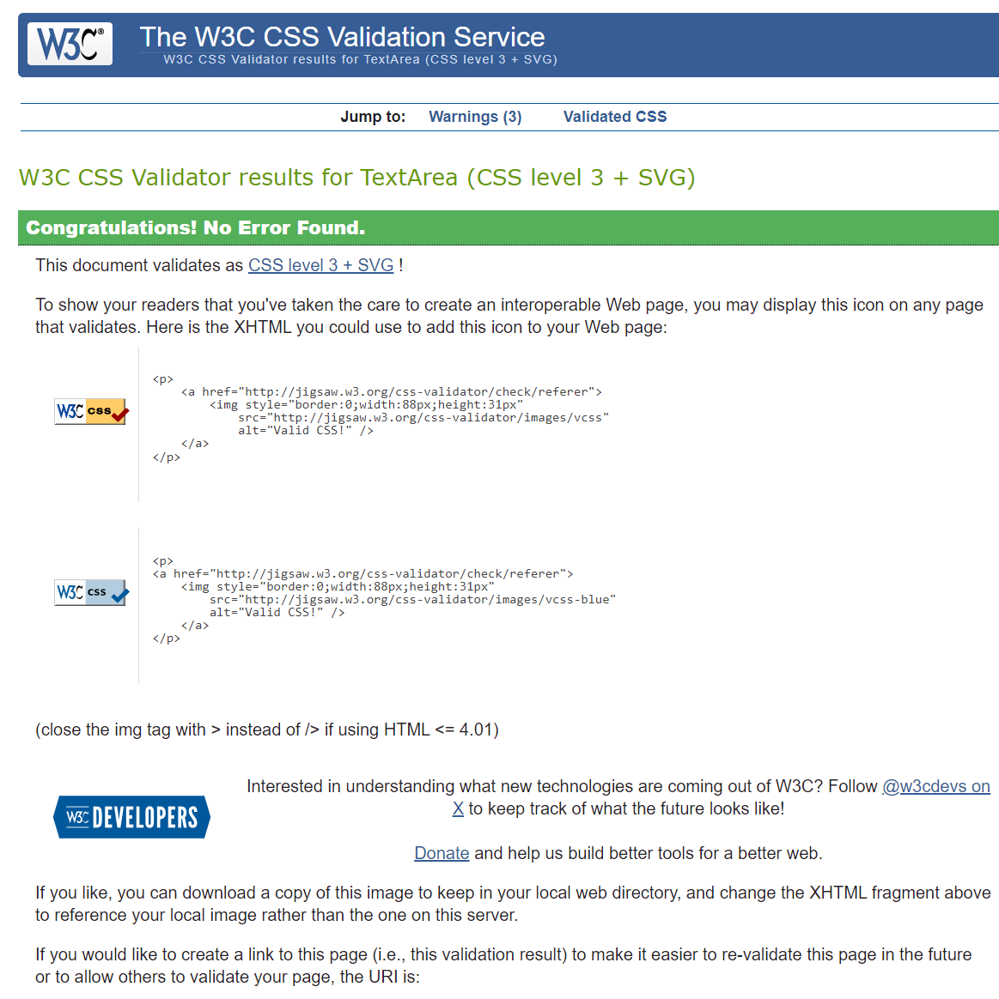 W3C®
The W3C CSS Validation Service
W3C CSS Validator results for TextArea (CSS level 3 + SVG)
Jump to: Warnings (3) Validated CSS
W3C CSS Validator results for TextArea (CSS level 3 + SVG)
Congratulations! No Error Found.
This document validates as CSS level 3 + SVG !
To show your readers that you've taken the care to create an interoperable Web page, you may display this icon on any page
that validates. Here is the XHTML you could use to add this icon to your Web page:
W3C css
<p>
<a href="http://jigsaw.w3.org/css-validator/check/referer">
<img style="border:0;width:88px;height:31px"
src="http://jigsaw.w3.org/css-validator/images/vcss"
alt="Valid CSS!" />
</a>
</p>
W3C css
<p>
<a href="http://jigsaw.w3.org/css-validator/check/referer">
<img style="border:0;width:88px;height:31px"
src="http://jigsaw.w3.org/css-validator/images/vcss-blue"
alt="Valid CSS!" />
</a>
</p>
(close the img tag with > instead of /> if using HTML <= 4.01)
W3C DEVELOPERS
Interested in understanding what new technologies are coming out of W3C? Follow @w3cdevs on
X to keep track of what the future looks like!
Donate and help us build better tools for a better web.
If you like, you can download a copy of this image to keep in your local web directory, and change the XHTML fragment above
to reference your local image rather than the one on this server.
If you would like to create a link to this page (i.e., this validation result) to make it easier to re-validate this page in the future
or to allow others to validate your page, the URI is: